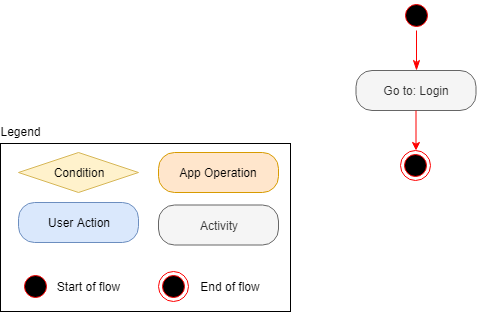 Go to: Login
Legend
Condition
App Operation
User Action
Activity
Start of flow
End of flow